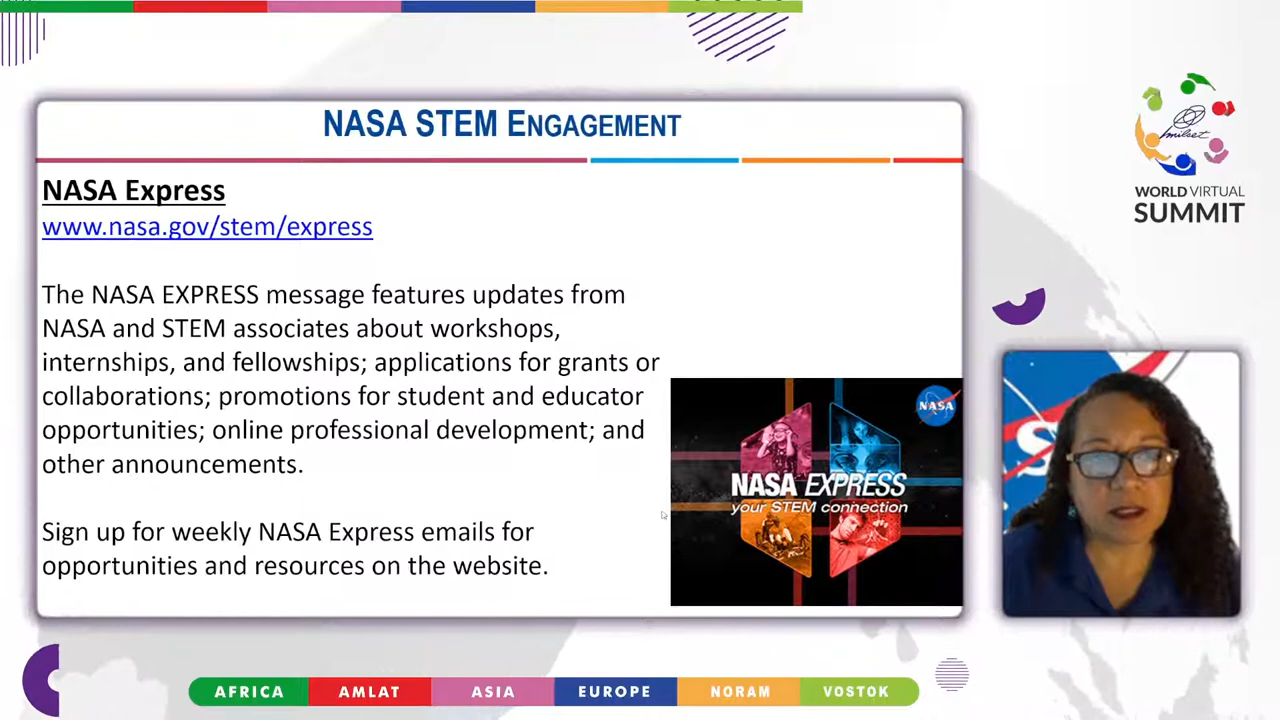 NASA STEM ENGAGEMENT
NASA Express
www.nasa.gov/stem/express
The NASA EXPRESS message features updates from
NASA and STEM associates about workshops,
internships, and fellowships; applications for grants or
collaborations; promotions for student and educator
opportunities; online professional development; and
other announcements.
Sign up for weekly NASA Express emails for
opportunities and resources on the website.
NASA
NASA EXPRESS
your STEM connection
milset
WORLD VIRTUAL
SUMMIT
S
AFRICA AMLAT ASIA EUROPE NORAM VOSTOK